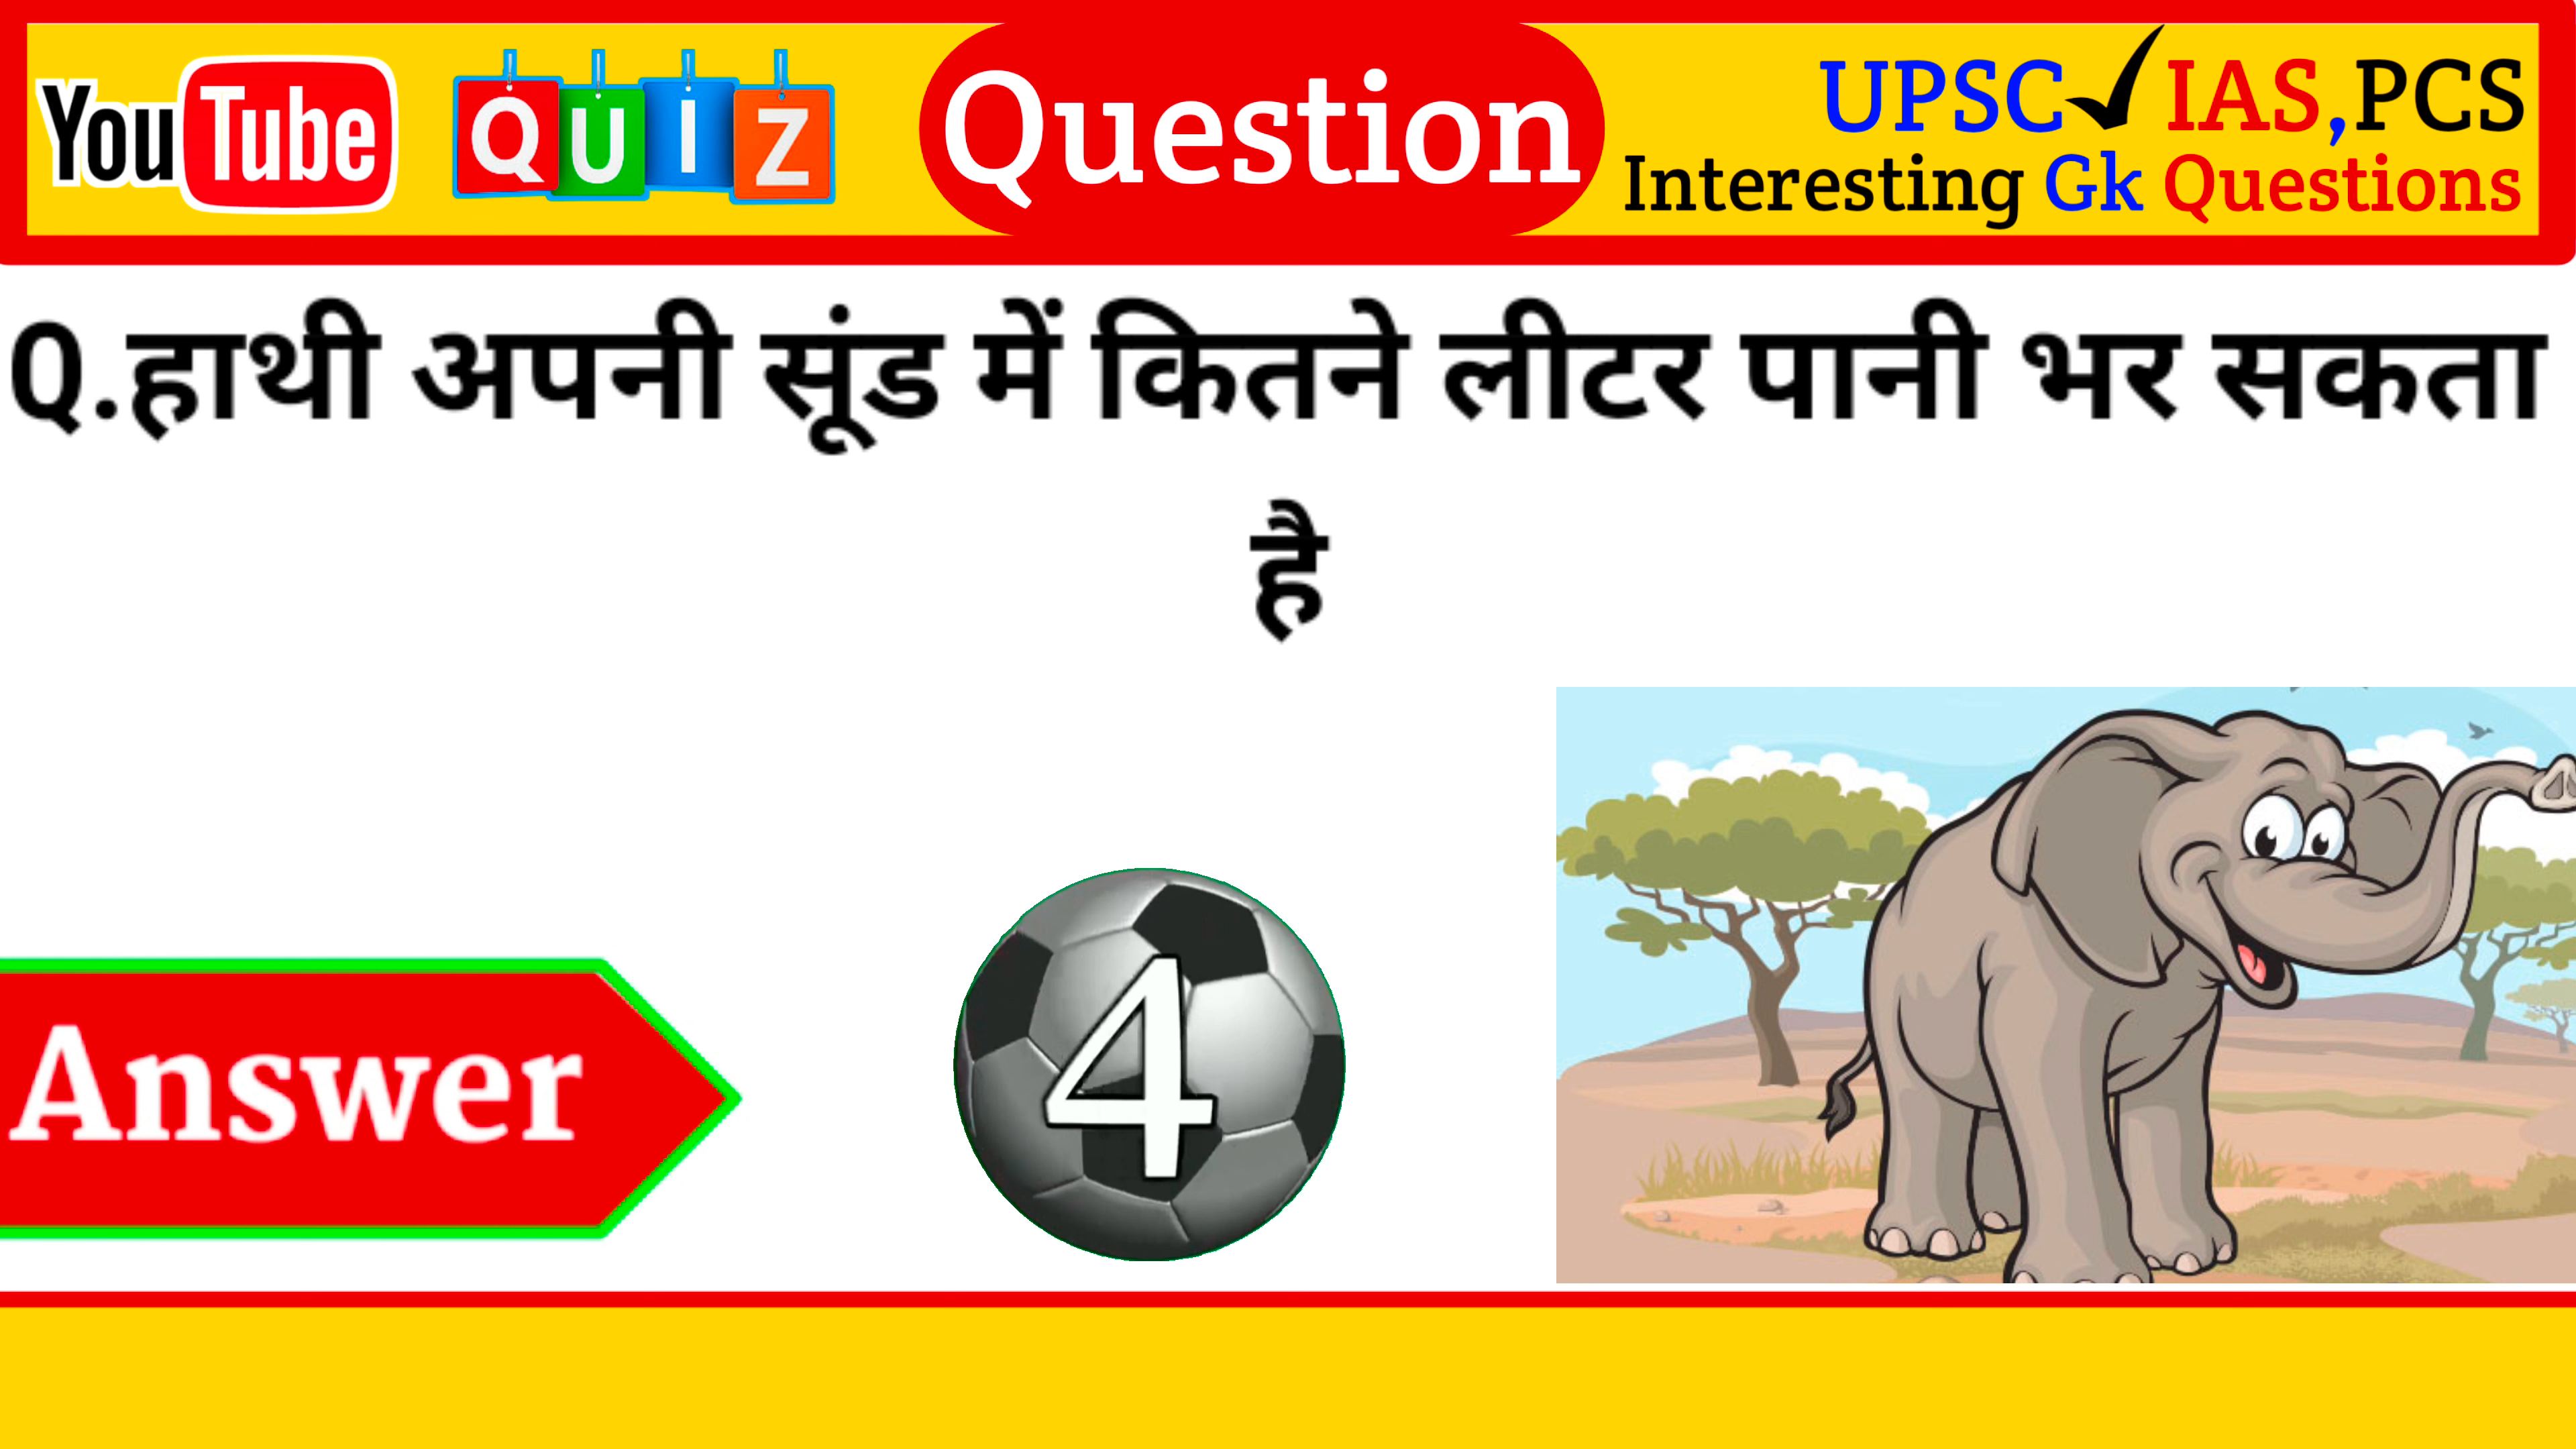 YouTube QUIZ Question UPSC✓IAS,PCS
Interesting Gk Questions
Q.हाथी अपनी सूंड में कितने लीटर पानी भर सकता
है
Answer
4